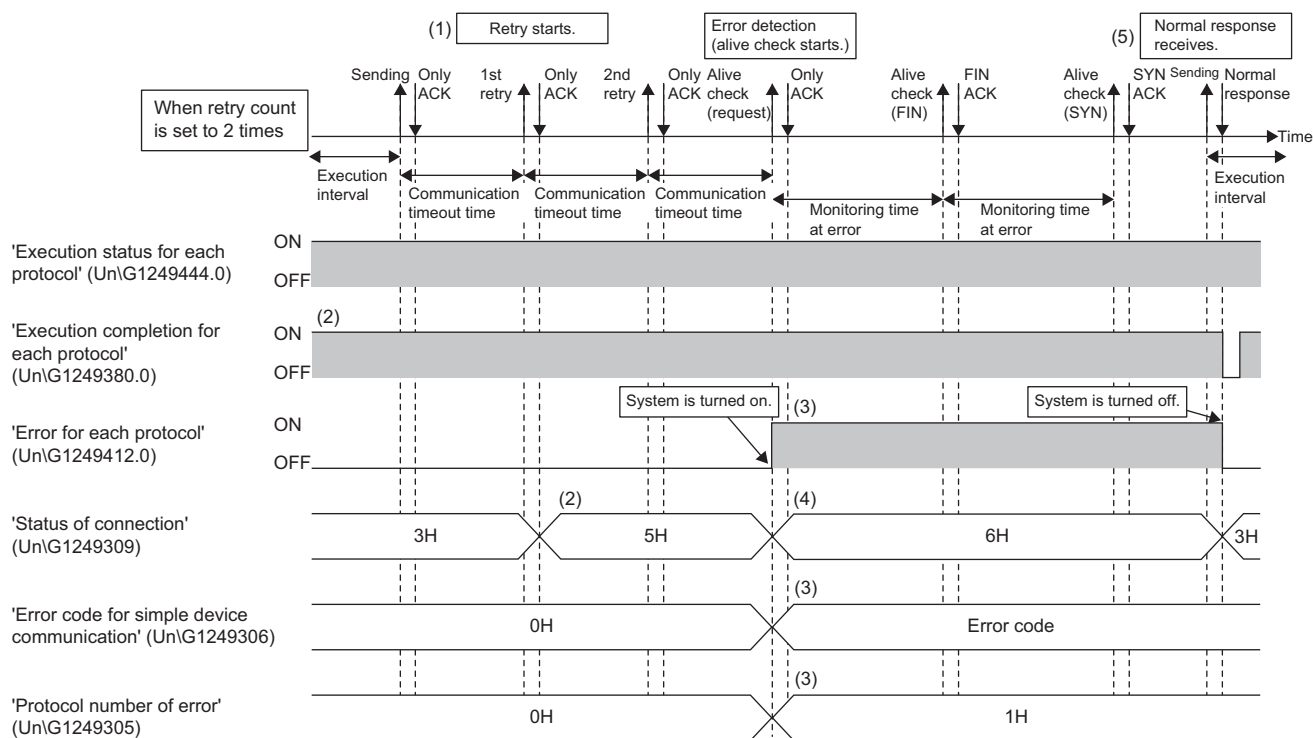 (1)
Retry starts.
Error detection
(alive check starts.)
(5)
Normal response
receives.
When retry count
is set to 2 times
Sending
Only
ACK
1st
retry
Only
ACK
2nd
retry
Only
ACK
Alive
check
(request)
Only
ACK
Alive
check
(FIN)
FIN
ACK
Alive
check
(SYN)
SYN
ACK
Sending
Normal
response
Time
Execution
interval
Communication
timeout time
Communication
timeout time
Communication
timeout time
Monitoring time
at error
Monitoring time
at error
Execution
interval
'Execution status for each
protocol' (Un\G1249444.0)
ON
OFF
'Execution completion for
each protocol'
(Un\G1249380.0)
(2)
ON
OFF
'Error for each protocol'
(Un\G1249412.0)
ON
OFF
System is turned on.
(3)
System is turned off.
'Status of connection'
(Un\G1249309)
3H
(2)
5H
(4)
6H
3H
'Error code for simple device
communication' (Un\G1249306)
0H
(3)
Error code
'Protocol number of error'
(Un\G1249305)
0H
(3)
1H